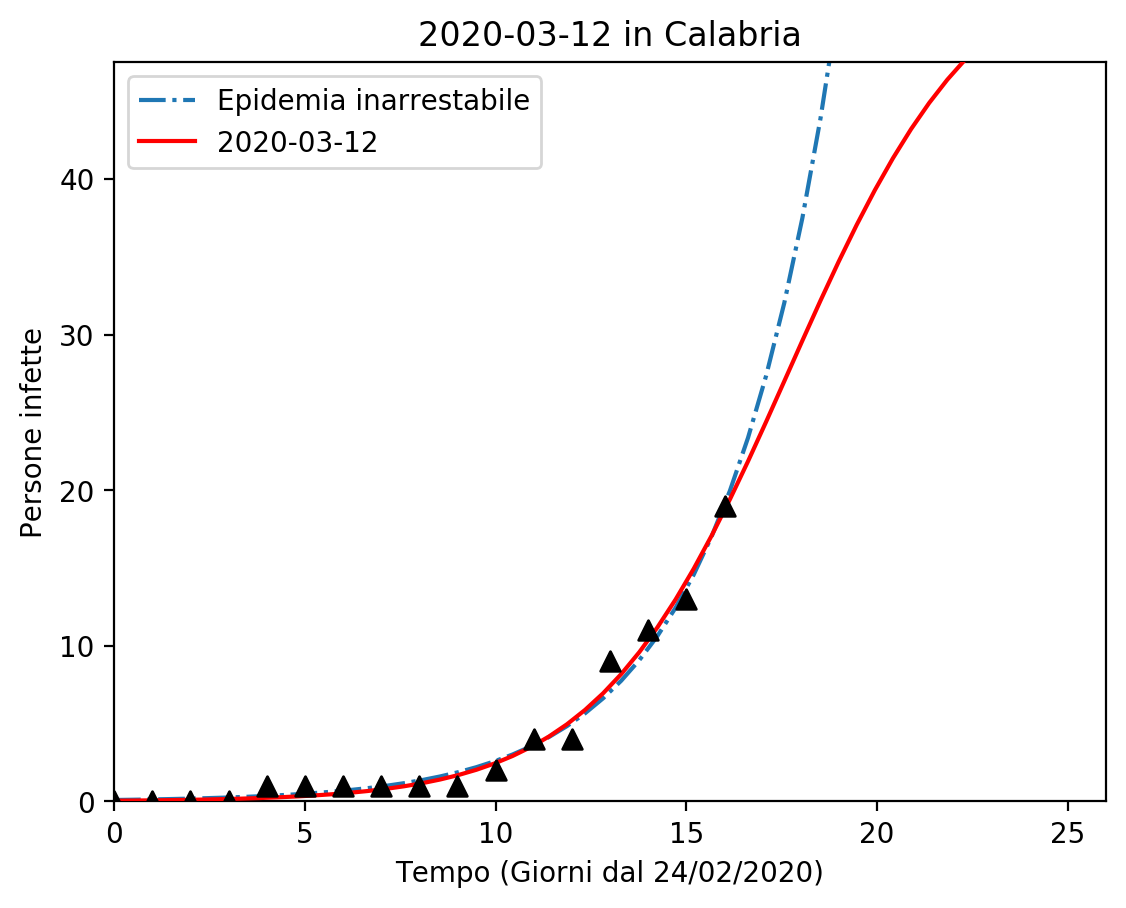 2020-03-12 in Calabria
Epidemia inarrestabile
2020-03-12
Persone infette
40
30
20
10
0
0 5 10 15 20 25
Tempo (Giorni dal 24/02/2020)